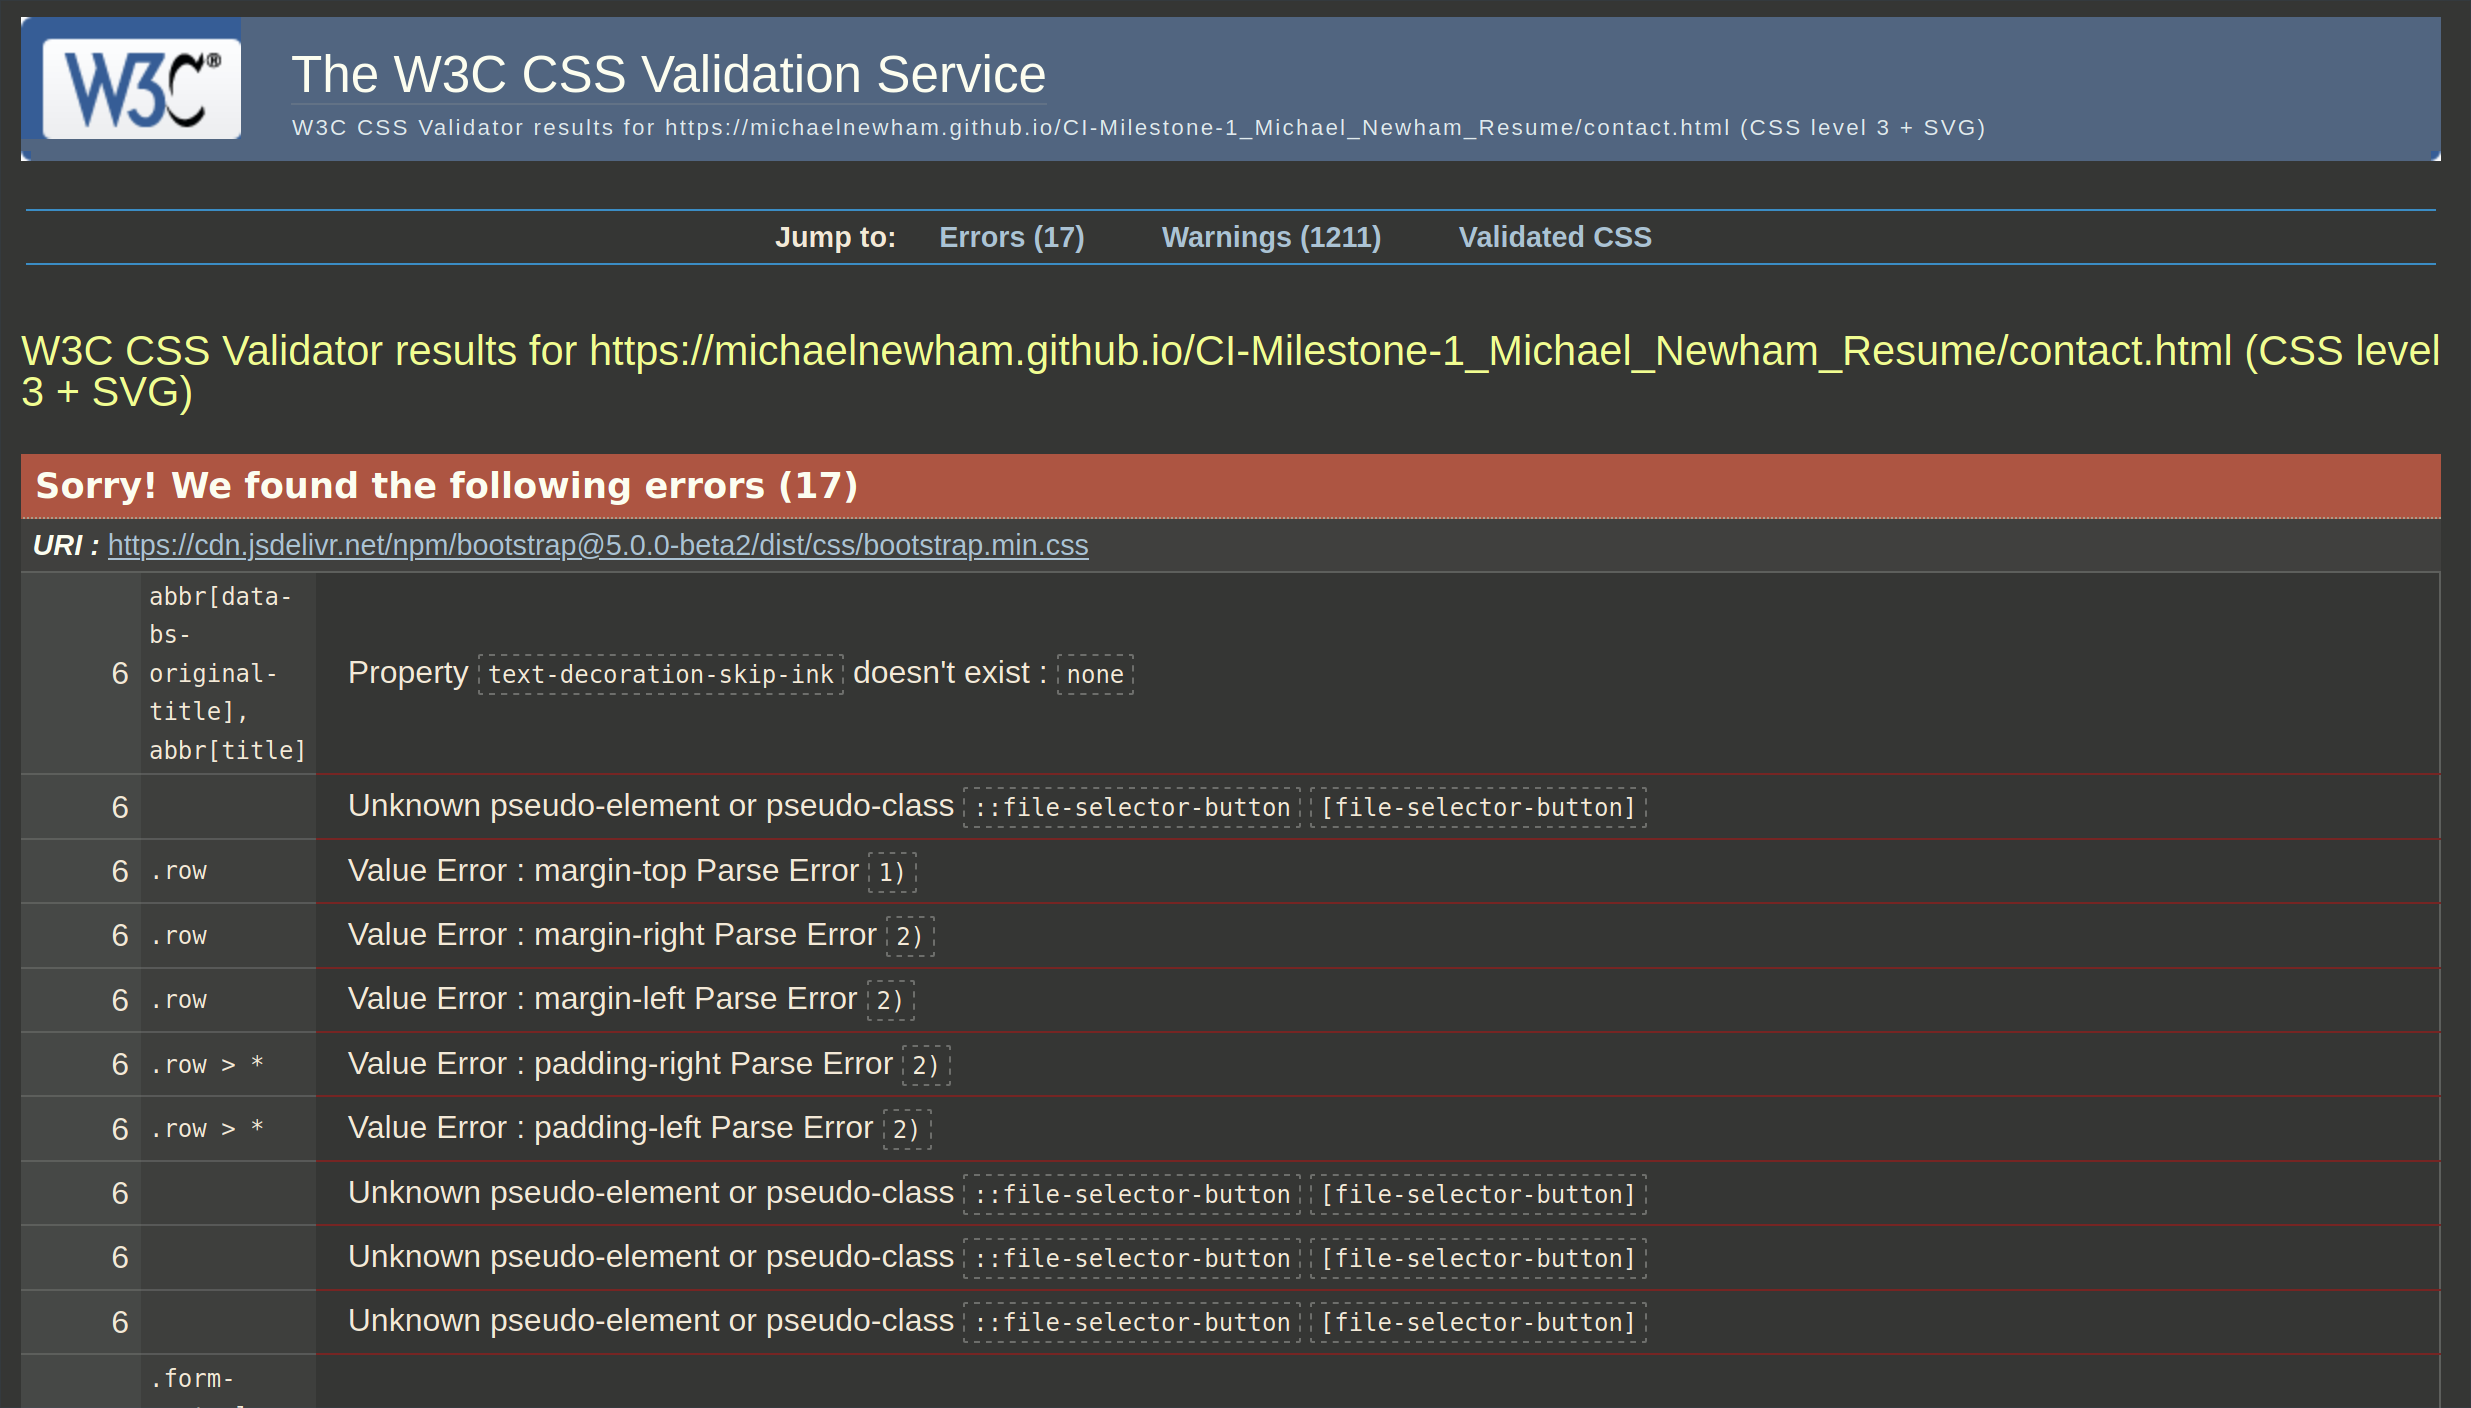 W3C®
The W3C CSS Validation Service
W3C CSS Validator results for https://michaelnewham.github.io/CI-Milestone-1_Michael_Newham_Resume/contact.html (CSS level 3 + SVG)
Jump to: Errors (17) Warnings (1211) Validated CSS
W3C CSS Validator results for https://michaelnewham.github.io/CI-Milestone-1_Michael_Newham_Resume/contact.html (CSS level
3 + SVG)
Sorry! We found the following errors (17)
URI : https://cdn.jsdelivr.net/npm/bootstrap@5.0.0-beta2/dist/css/bootstrap.min.css
abbr[data-
bs-
6 original- Property text-decoration-skip-ink doesn't exist : none
title],
abbr[title]
6 Unknown pseudo-element or pseudo-class ::file-selector-button [file-selector-button]
6 .row Value Error : margin-top Parse Error 1)
6 .row Value Error : margin-right Parse Error 2)
6 .row Value Error : margin-left Parse Error 2)
6 .row > * Value Error : padding-right Parse Error 2)
6 .row > * Value Error : padding-left Parse Error 2)
6 Unknown pseudo-element or pseudo-class ::file-selector-button [file-selector-button]
6 Unknown pseudo-element or pseudo-class ::file-selector-button [file-selector-button]
6 Unknown pseudo-element or pseudo-class ::file-selector-button [file-selector-button]
.form-